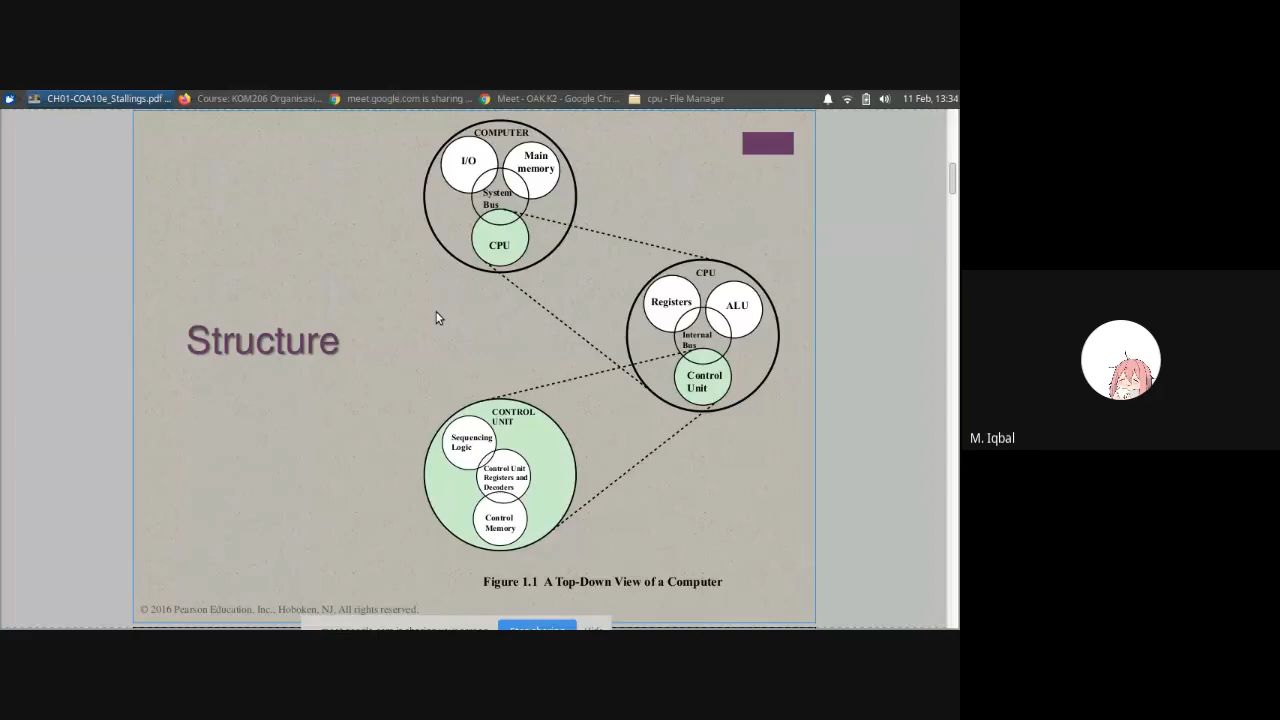 CH01-COA10e_Stallings.pdf ...
Course: KOM206 Organisasi...
meet.google.com is sharing ...
Meet - OAK K2 - Google Chr...
cpu - File Manager
11 Feb, 13:34
COMPUTER
I/O
Main
memory
System
Bus
CPU
CPU
Registers
ALU
Internal
Bus
Control
Unit
Structure
CONTROL
UNIT
Sequencing
Logic
Control Unit
Registers and
Decoders
Control
Memory
Figure 1.1 A Top-Down View of a Computer
© 2016 Pearson Education, Inc., Hoboken, NJ. All rights reserved.
M. Iqbal